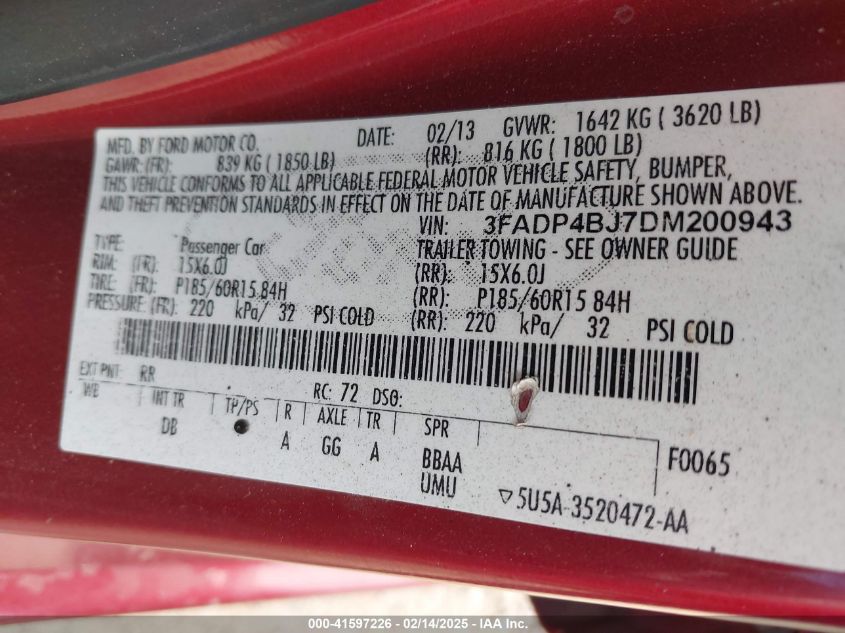 MFD. BY FORD MOTOR CO. DATE: 02/13 GVWR: 1642 KG ( 3620 LB)
GAWR: (FR): 839 KG ( 1850 LB) (RR): 816 KG ( 1800 LB)
THIS VEHICLE CONFORMS TO ALL APPLICABLE FEDERAL MOTOR VEHICLE SAFETY, BUMPER,
AND THEFT PREVENTION STANDARDS IN EFFECT ON THE DATE OF MANUFACTURE SHOWN ABOVE.
VIN: 3FADP4BJ7DM200943
TYPE: Passenger Car TRAILER TOWING - SEE OWNER GUIDE
RIM: (FR): 15X6.0J (RR): 15X6.0J
TIRE: (FR): P185/60R15 84H (RR): P185/60R15 84H
PRESSURE: (FR): 220 kPa/ 32 PSI COLD (RR): 220 kPa/ 32 PSI COLD
EXT PNT: RR RC: 72 DSO:
WB INT TR TP/PS R AXLE TR SPR
DB A GG A BBAA F0065
UMU ▽5U5A-3520472-AA
000-41597226 - 02/14/2025 - IAA Inc.